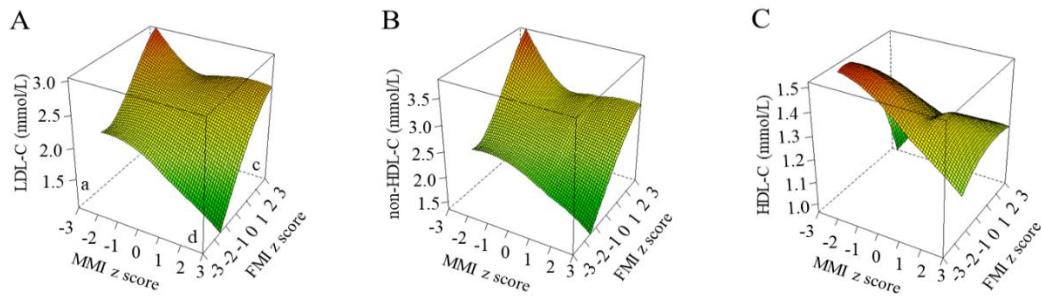 A
LDL-C (mmol/L)
3.0
2.5
2.0
1.5
a
c
d
-3 -2 -1 0 1 2 3
MMI z score
-3 -2 -1 0 1 2 3
FMI z score
B
non-HDL-C (mmol/L)
3.5
3.0
2.5
2.0
1.5
-3 -2 -1 0 1 2 3
MMI z score
-3 -2 -1 0 1 2 3
FMI z score
C
HDL-C (mmol/L)
1.5
1.4
1.3
1.2
1.1
1.0
-3 -2 -1 0 1 2 3
MMI z score
-3 -2 -1 0 1 2 3
FMI z score